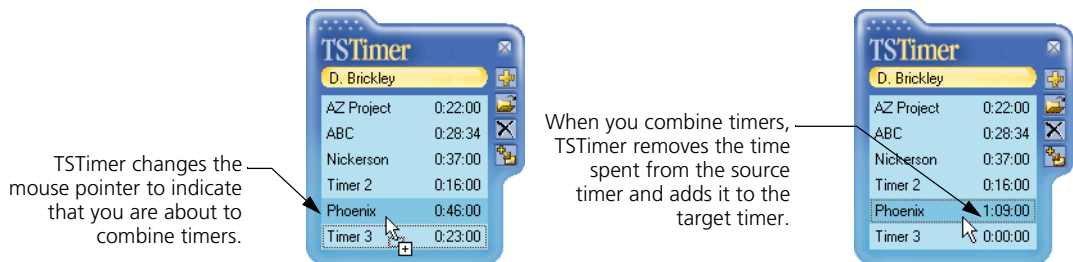 TSTimer
D. Brickley
AZ Project 0:22:00
ABC 0:28:34
Nickerson 0:37:00
Timer 2 0:16:00
Phoenix 0:46:00
Timer 3 0:23:00
TSTimer changes the
mouse pointer to indicate
that you are about to
combine timers.
TSTimer
D. Brickley
AZ Project 0:22:00
ABC 0:28:34
Nickerson 0:37:00
Timer 2 0:16:00
Phoenix 1:09:00
Timer 3 0:00:00
When you combine timers,
TSTimer removes the time
spent from the source
timer and adds it to the
target timer.